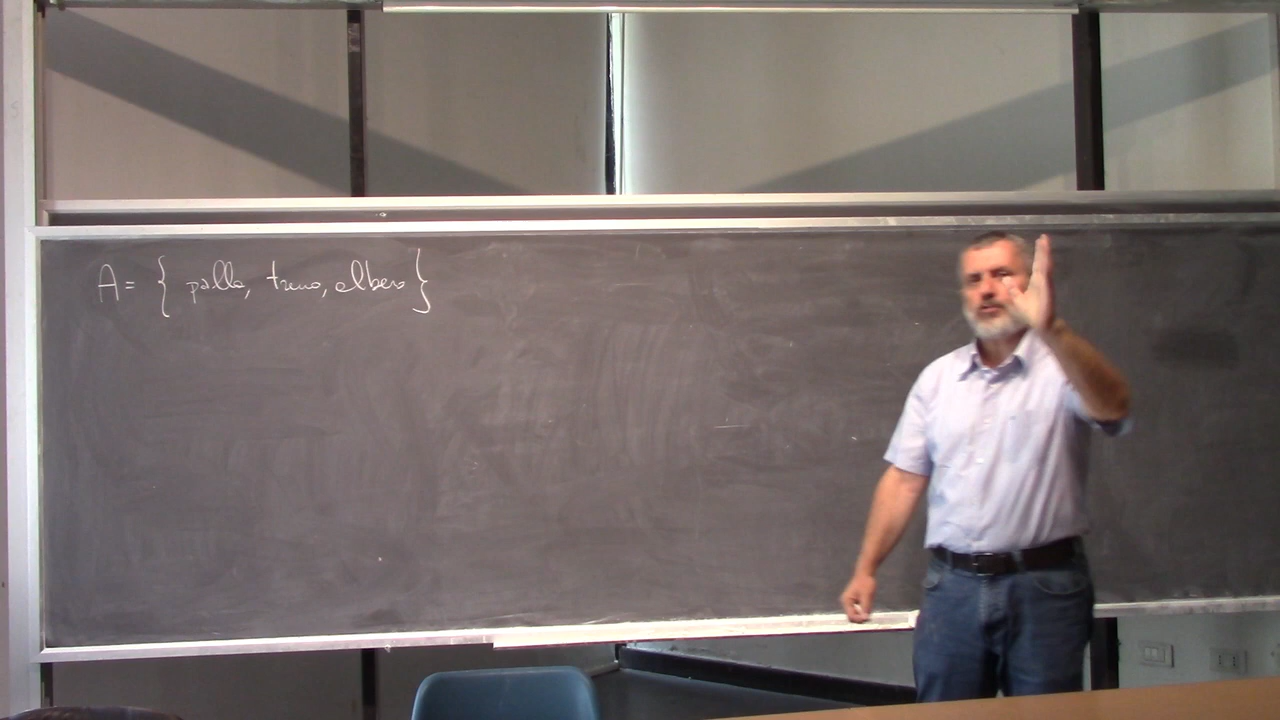 A = { palla, treno, albero }